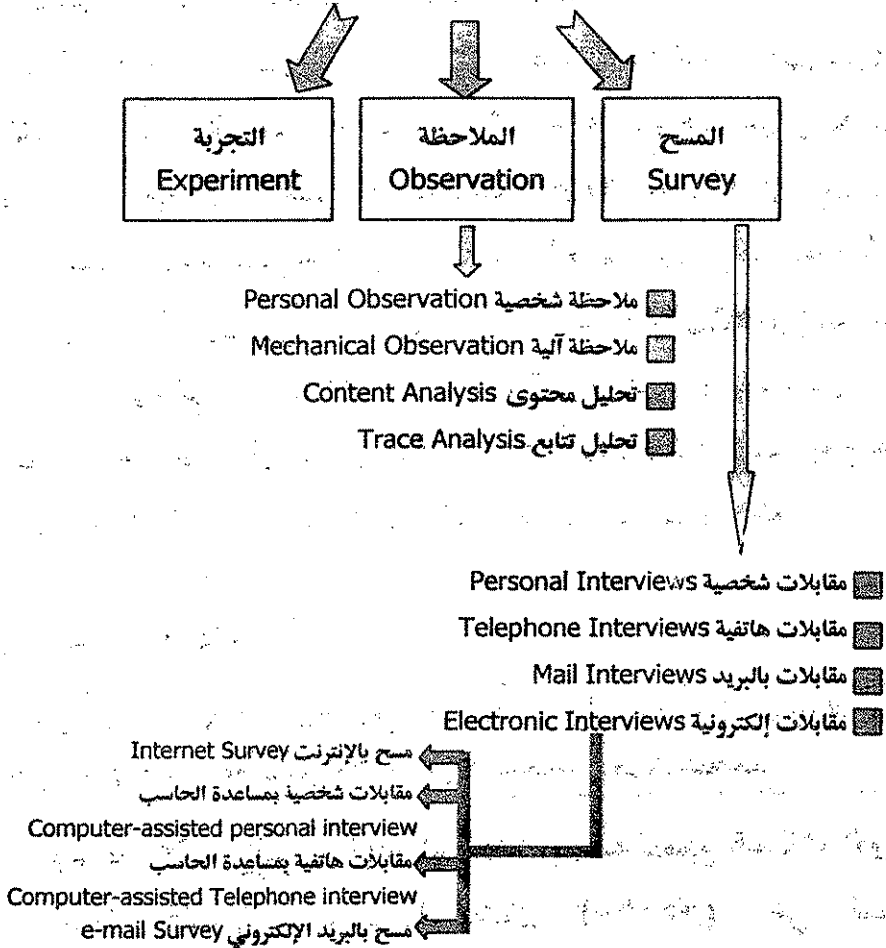 المسح
Survey
الملاحظة
Observation
التجربة
Experiment
ملاحظة شخصية Personal Observation
ملاحظة آلية Mechanical Observation
تحليل محتوى Content Analysis
تحليل تتابع Trace Analysis
مقابلات شخصية Personal Interviews
مقابلات هاتفية Telephone Interviews
مقابلات بالبريد Mail Interviews
مقابلات إلكترونية Electronic Interviews
مسح بالإنترنت Internet Survey
مقابلات شخصية بمساعدة الحاسب
Computer-assisted personal interview
مقابلات هاتفية بمساعدة الحاسب
Computer-assisted Telephone interview
مسح بالبريد الإلكتروني e-mail Survey